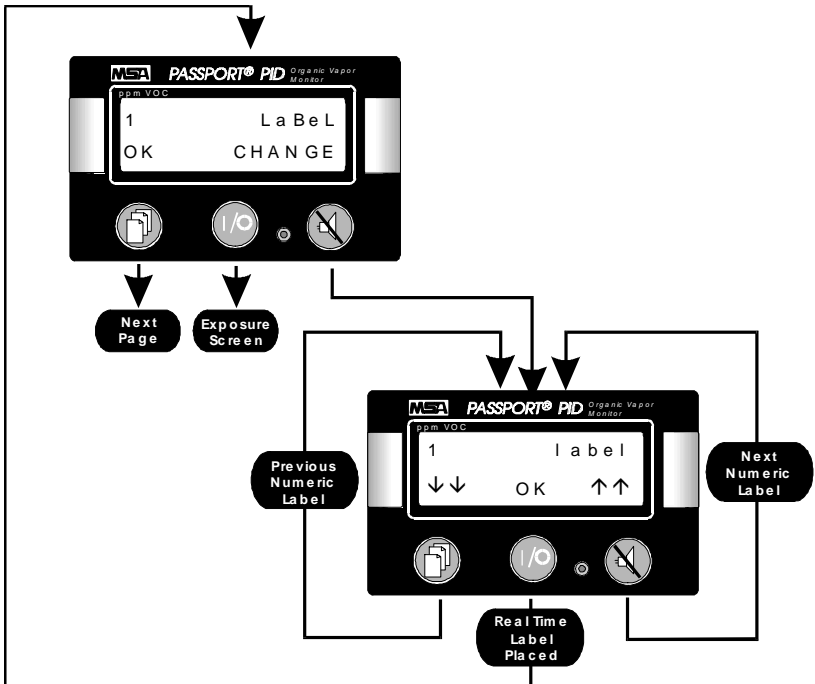 MSA PASSPORT® PID Organic Vapor Monitor
ppm VOC
1 LaBeL
OK CHANGE
I/O
Next Page
Exposure Screen
MSA PASSPORT® PID Organic Vapor Monitor
ppm VOC
1 label
↓↓ OK ↑↑
I/O
Previous Numeric Label
Next Numeric Label
Real Time Label Placed